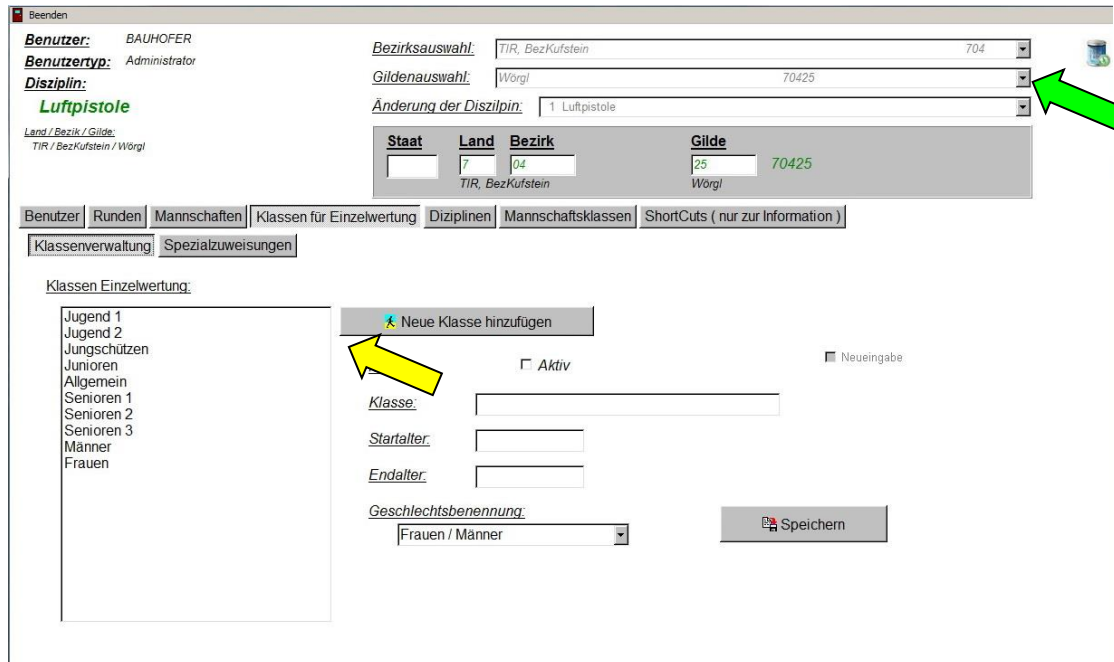 Beenden
Benutzer: BAUHOFER
Benutzertyp: Administrator
Disziplin:
Luftpistole
Land / Bezik / Gilde:
TIR / BezKufstein / Wörgl
Bezirksauswahl: TIR, BezKufstein 704
Gildenauswahl: Wörgl 70425
Änderung der Diszilpin: 1 Luftpistole
Staat Land Bezirk Gilde
7 04 25 70425
TIR, BezKufstein Wörgl
Benutzer Runden Mannschaften Klassen für Einzelwertung Diziplinen Mannschaftsklassen ShortCuts ( nur zur Information )
Klassenverwaltung Spezialzuweisungen
Klassen Einzelwertung:
Jugend 1
Jugend 2
Jungschützen
Junioren
Allgemein
Senioren 1
Senioren 2
Senioren 3
Männer
Frauen
Neue Klasse hinzufügen
Aktiv Neueingabe
Klasse:
Startalter:
Endalter:
Geschlechtsbenennung:
Frauen / Männer
Speichern